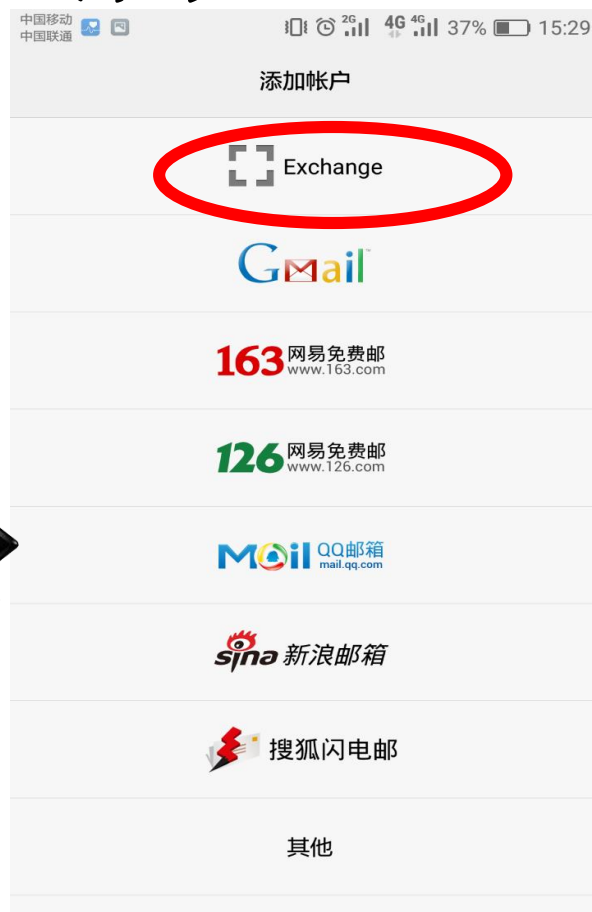 中国移动
中国联通
2G 4G 4G 37% 15:29
添加帐户
Exchange
Gmail™
163 网易免费邮
www.163.com
126 网易免费邮
www.126.com
Mail QQ邮箱
mail.qq.com
sina 新浪邮箱
搜狐闪电邮
其他